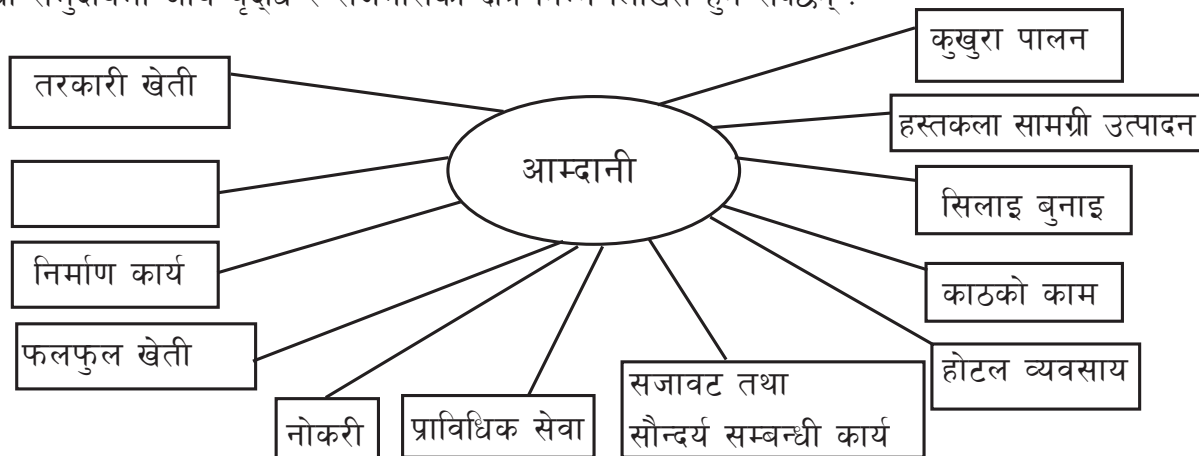 कुखुरा पालन
तरकारी खेती
हस्तकला सामग्री उत्पादन
आम्दानी
सिलाइ बुनाइ
निर्माण कार्य
काठको काम
फलफुल खेती
होटल व्यवसाय
सजावट तथा
सौन्दर्य सम्बन्धी कार्य
नोकरी
प्राविधिक सेवा